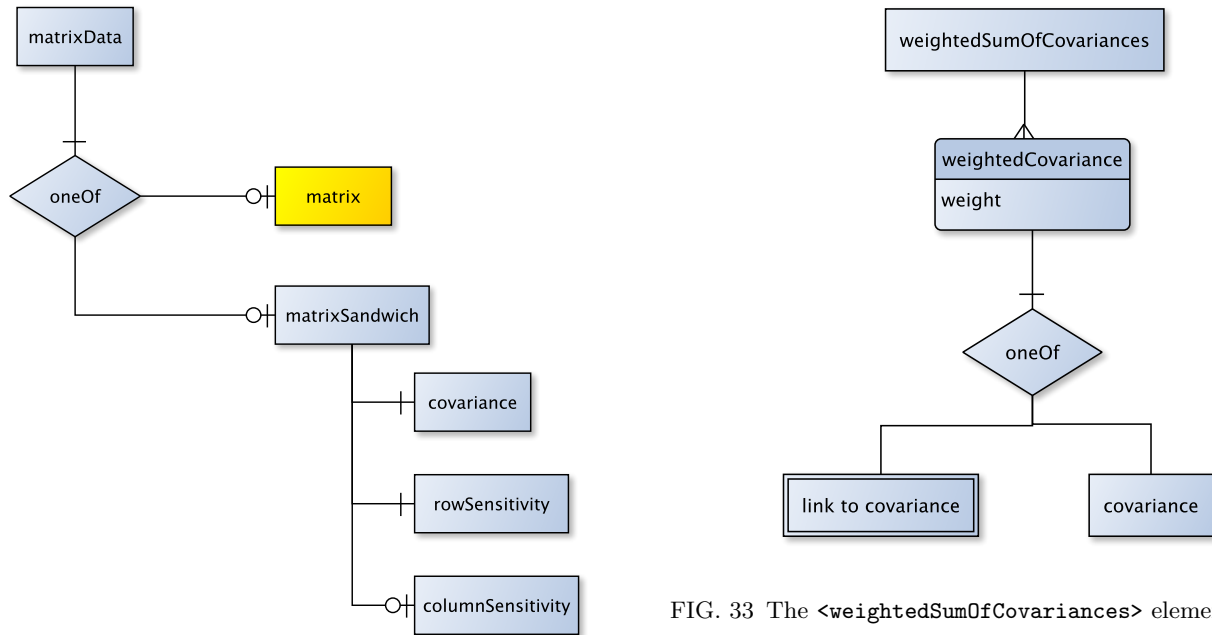 matrixData
oneOf
matrix
matrixSandwich
covariance
rowSensitivity
columnSensitivity
weightedSumOfCovariances
weightedCovariance
weight
oneOf
link to covariance
covariance
FIG. 33 The <weightedSumOfCovariances> eleme